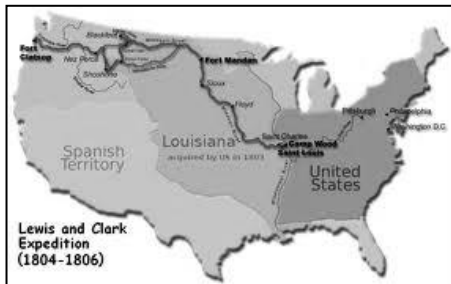 Blackfeet
Fort
Clatsop
Nez Perce
Shoshone
Fort Mandan
Sioux
Floyd
Pittsburgh
Philadelphia
Washington D.C.
Saint Charles
Camp Wood
Saint Louis
Louisiana
acquired by US in 1803
Spanish
Territory
United
States
Lewis and Clark
Expedition
(1804-1806)